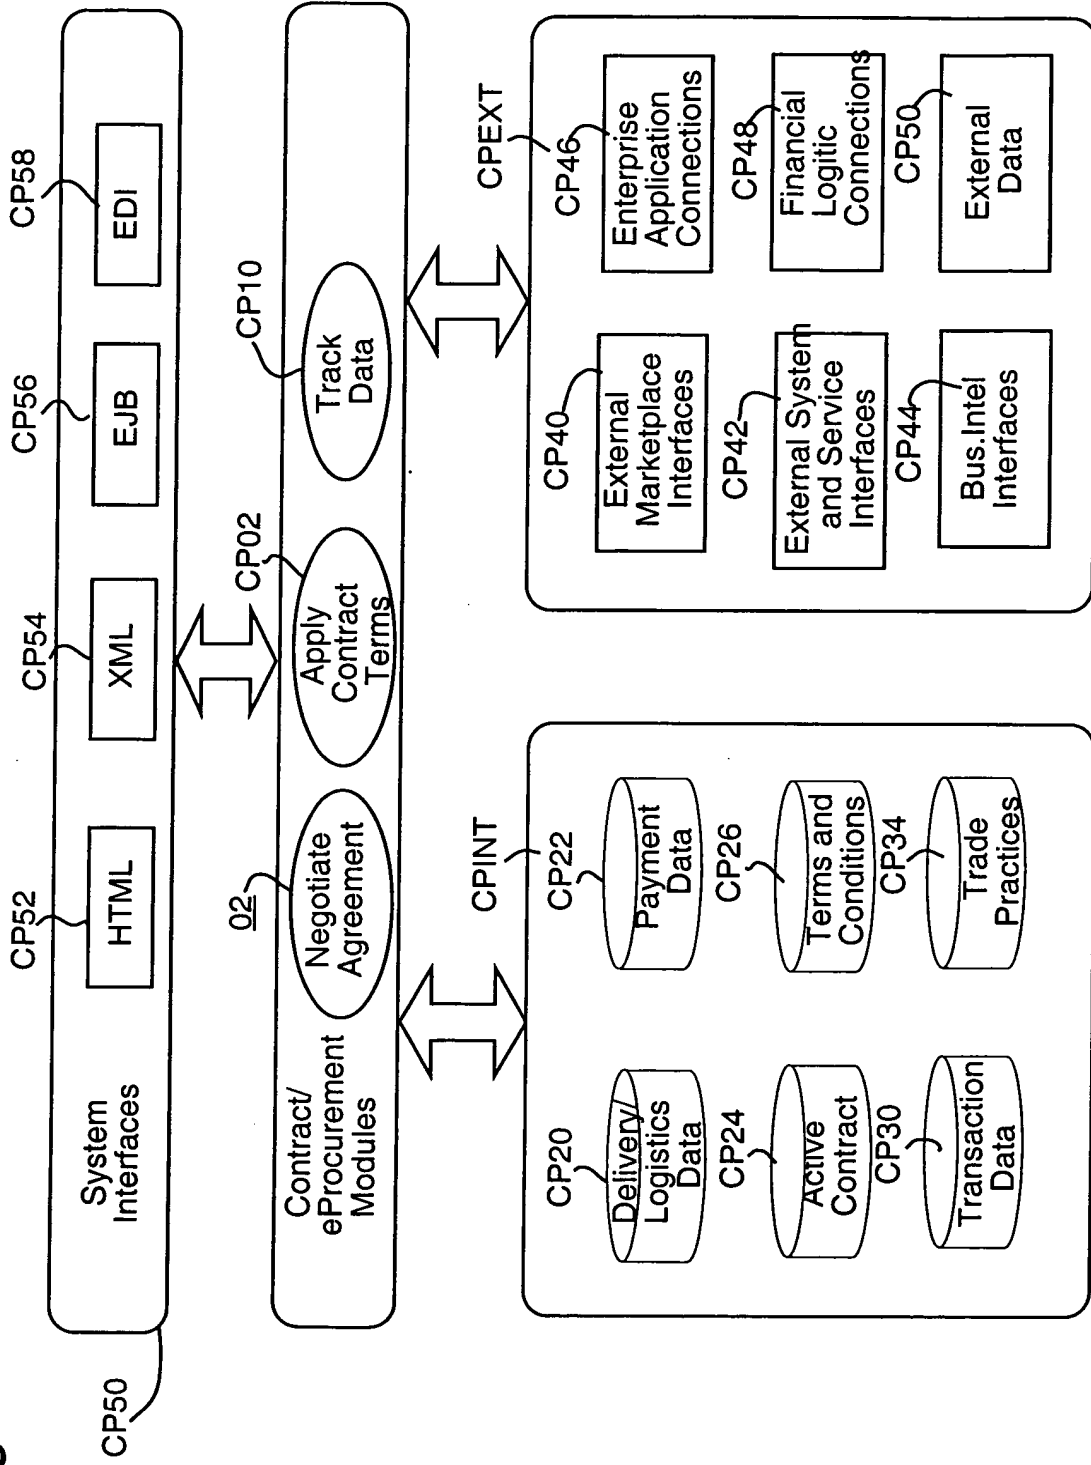 CP50
System
Interfaces
CP52
HTML
CP54
XML
CP56
EJB
CP58
EDI
Contract/
eProcurement
Modules
02
Negotiate
Agreement
CP02
Apply
Contract
Terms
CP10
Track
Data
CPINT
CP20
Delivery/
Logistics
Data
CP22
Payment
Data
CP24
Active
Contract
CP26
Terms and
Conditions
CP30
Transaction
Data
CP34
Trade
Practices
CPEXT
CP40
External
Marketplace
Interfaces
CP46
Enterprise
Application
Connections
CP42
External System
and Service
Interfaces
CP48
Financial
Logitic
Connections
CP44
Bus.Intel
Interfaces
CP50
External
Data